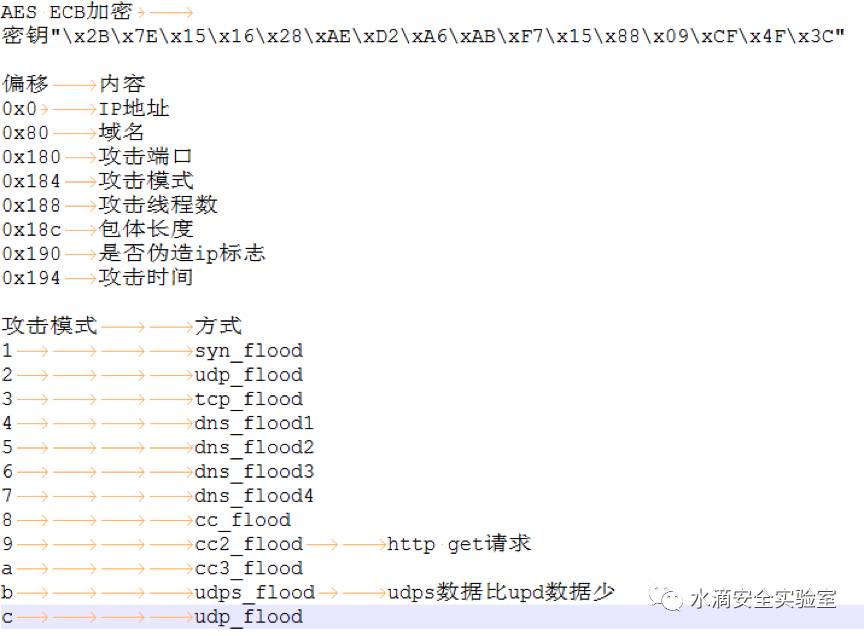 AES ECB加密
密钥"\x2B\x7E\x15\x16\x28\xAE\xD2\xA6\xAB\xF7\x15\x88\x09\xCF\x4F\x3C"
偏移 内容
0x0 IP地址
0x80 域名
0x180 攻击端口
0x184 攻击模式
0x188 攻击线程数
0x18c 包体长度
0x190 是否伪造ip标志
0x194 攻击时间
攻击模式 方式
1 syn_flood
2 udp_flood
3 tcp_flood
4 dns_flood1
5 dns_flood2
6 dns_flood3
7 dns_flood4
8 cc_flood
9 cc2_flood http get请求
a cc3_flood
b udps_flood udps数据比upd数据少
c udp_flood
水滴安全实验室